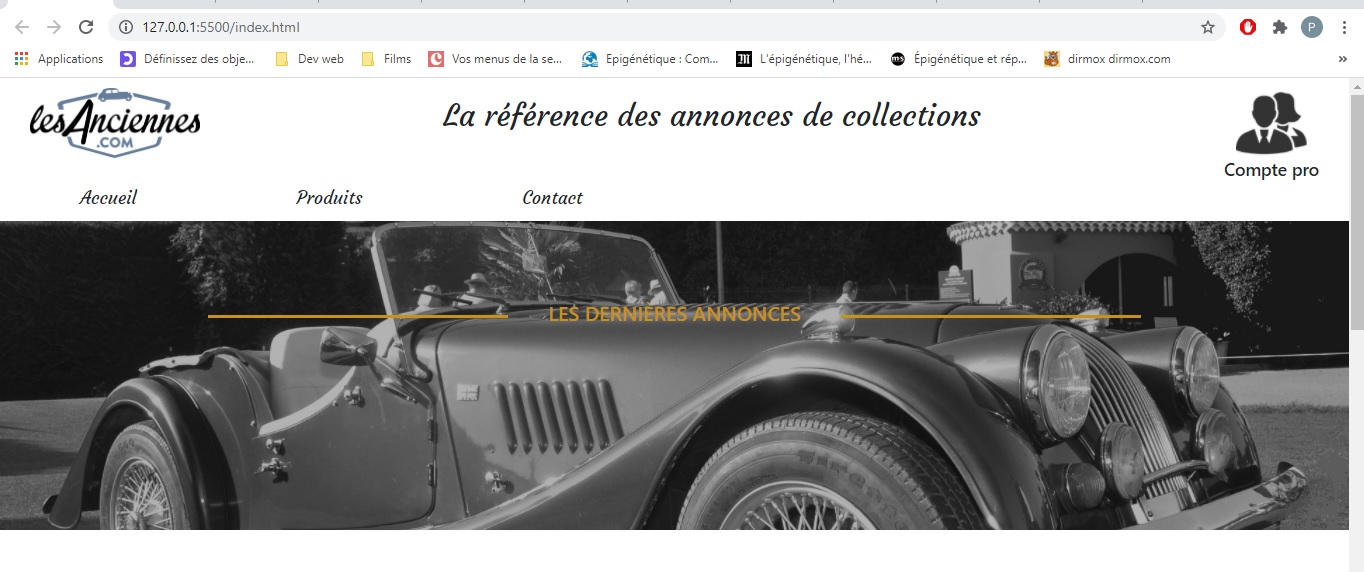 127.0.0.1:5500/index.html
P
Applications
Définissez des obje...
Dev web
Films
Vos menus de la se...
Epigénétique : Com...
L'épigénétique, l'hé...
Épigénétique et rép...
dirmox dirmox.com
»
lesAnciennes
.COM
La référence des annonces de collections
Compte pro
Accueil
Produits
Contact
LES DERNIÈRES ANNONCES